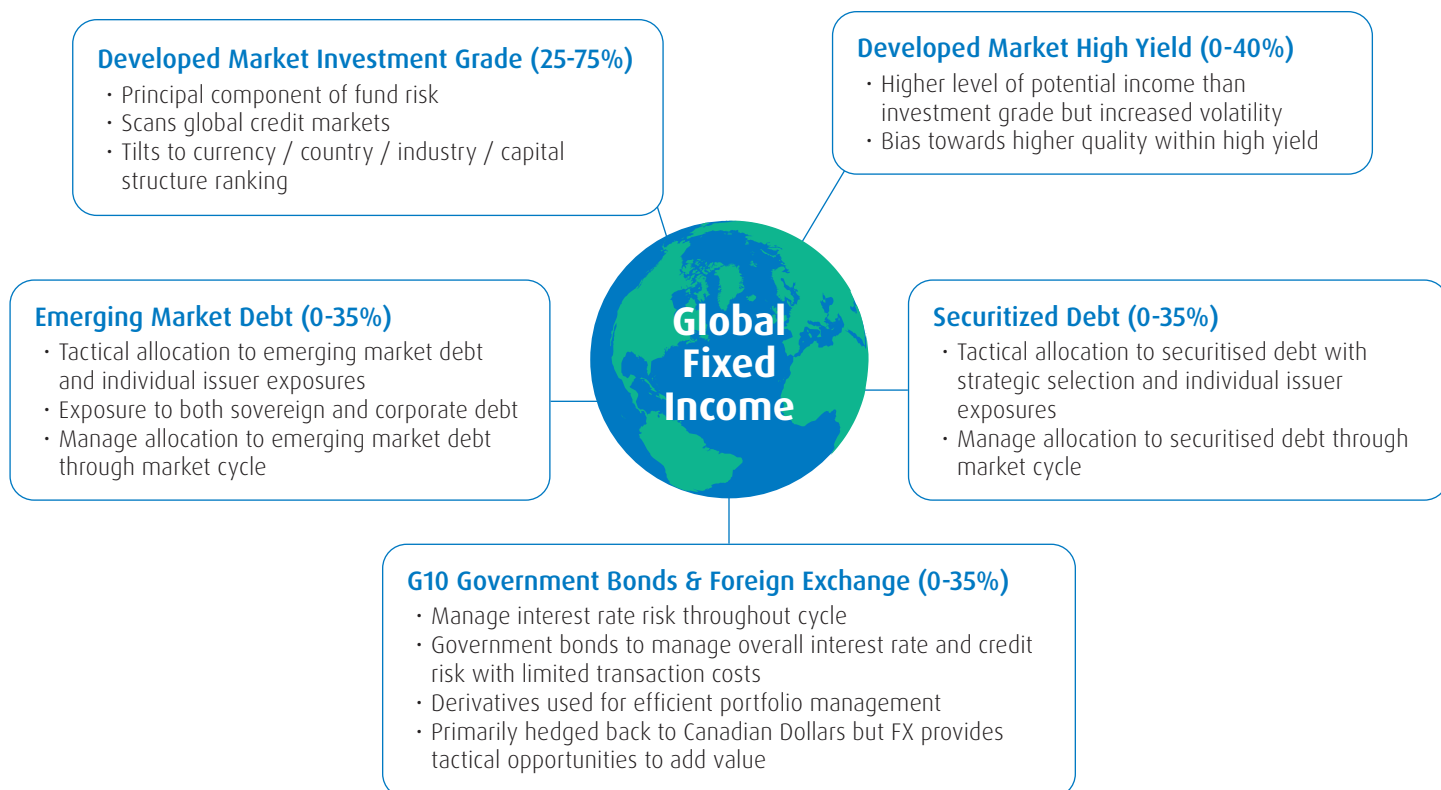 Developed Market Investment Grade (25-75%)
· Principal component of fund risk
· Scans global credit markets
· Tilts to currency / country / industry / capital
structure ranking
Developed Market High Yield (0-40%)
· Higher level of potential income than
investment grade but increased volatility
· Bias towards higher quality within high yield
Emerging Market Debt (0-35%)
· Tactical allocation to emerging market debt
and individual issuer exposures
· Exposure to both sovereign and corporate debt
· Manage allocation to emerging market debt
through market cycle
Global
Fixed
Income
Securitized Debt (0-35%)
· Tactical allocation to securitised debt with
strategic selection and individual issuer
exposures
· Manage allocation to securitised debt through
market cycle
G10 Government Bonds & Foreign Exchange (0-35%)
· Manage interest rate risk throughout cycle
· Government bonds to manage overall interest rate and credit
risk with limited transaction costs
· Derivatives used for efficient portfolio management
· Primarily hedged back to Canadian Dollars but FX provides
tactical opportunities to add value